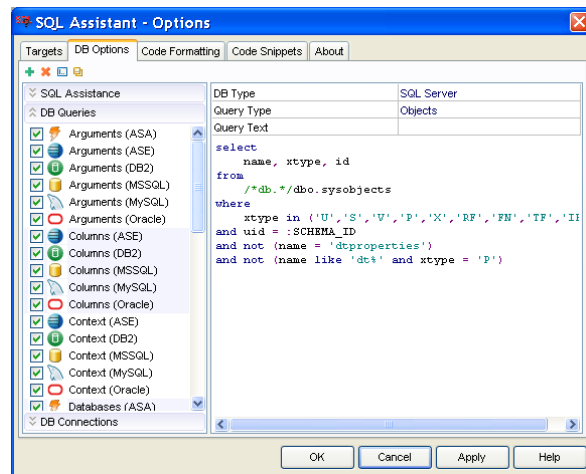 SQL Assistant - Options
Targets DB Options Code Formatting Code Snippets About
SQL Assistance
DB Queries
Arguments (ASA)
Arguments (ASE)
Arguments (DB2)
Arguments (MSSQL)
Arguments (MySQL)
Arguments (Oracle)
Columns (ASE)
Columns (DB2)
Columns (MSSQL)
Columns (MySQL)
Columns (Oracle)
Context (ASE)
Context (DB2)
Context (MSSQL)
Context (MySQL)
Context (Oracle)
Databases (ASA)
DB Connections
DB Type SQL Server
Query Type Objects
Query Text
select
name, xtype, id
from
/*db.*/dbo.sysobjects
where
xtype in ('U','S','V','P','X','RF','FN','TF',
and uid = :SCHEMA_ID
and not (name = 'dtproperties')
and not (name like 'dt%' and xtype = 'P')
OK Cancel Apply Help